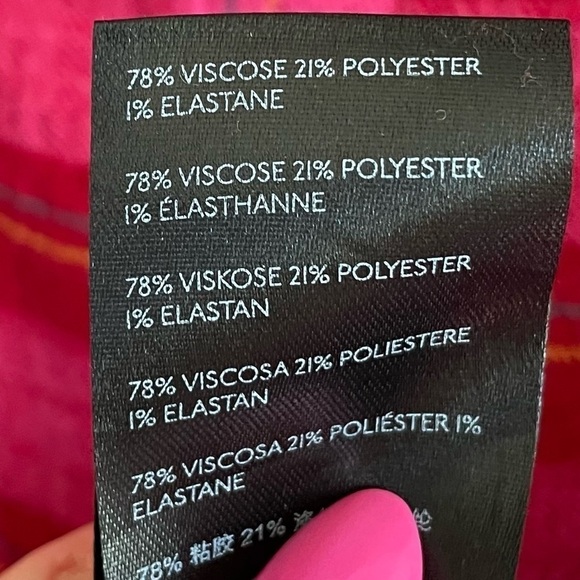 78% VISCOSE 21% POLYESTER
1% ELASTANE
78% VISCOSE 21% POLYESTER
1% ÉLASTHANNE
78% VISKOSE 21% POLYESTER
1% ELASTAN
78% VISCOSA 21% POLIESTERE
1% ELASTAN
78% VISCOSA 21% POLIÉSTER 1%
ELASTANE
78% 粘胶 21%